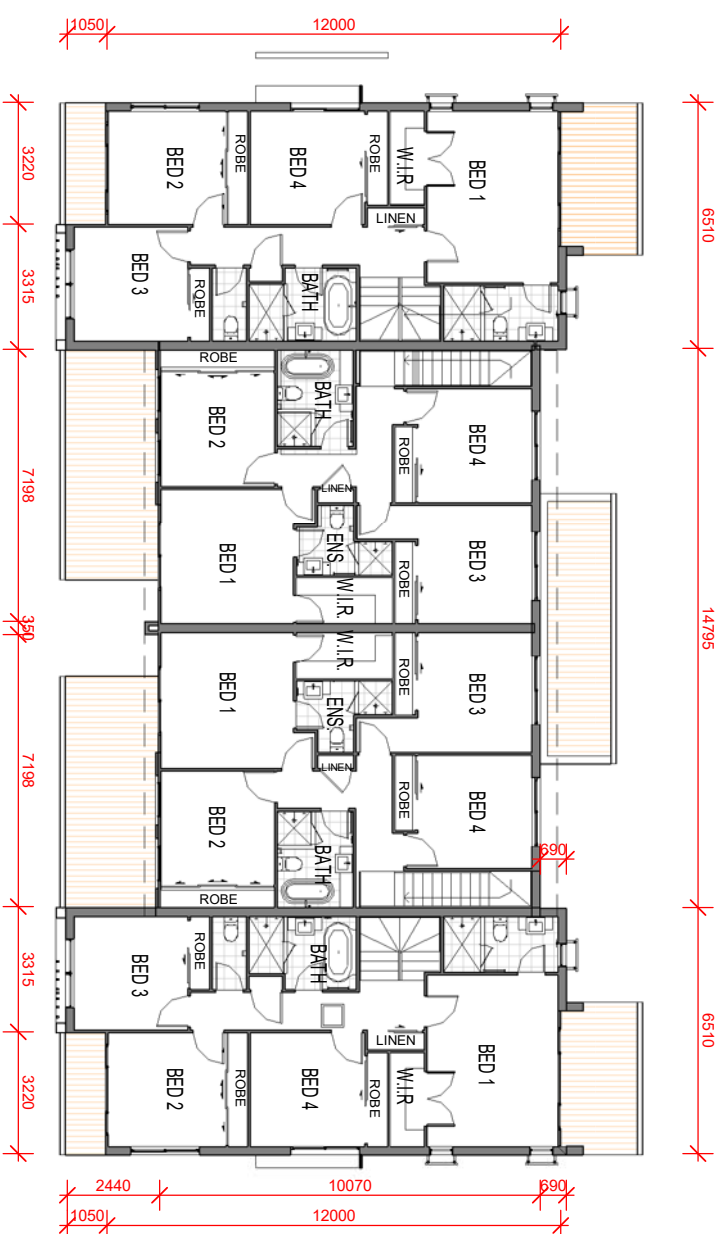 1050
12000
3220
BED 2
ROBE
BED 4
ROBE
W.I.R
BED 1
6510
LINEN
3315
BED 3
ROBE
BATH
ROBE
BED 2
BATH
BED 4
ROBE
7198
LINEN
14795
BED 1
ENS
ROBE
BED 3
W.I.R.
350
W.I.R.
BED 1
ROBE
BED 3
ENS.
LINEN
7198
BED 2
BATH
ROBE
BED 4
690
ROBE
3315
BED 3
ROBE
BATH
6510
LINEN
BED 1
3220
BED 2
ROBE
BED 4
ROBE
W.I.R
2440
10070
690
1050
12000